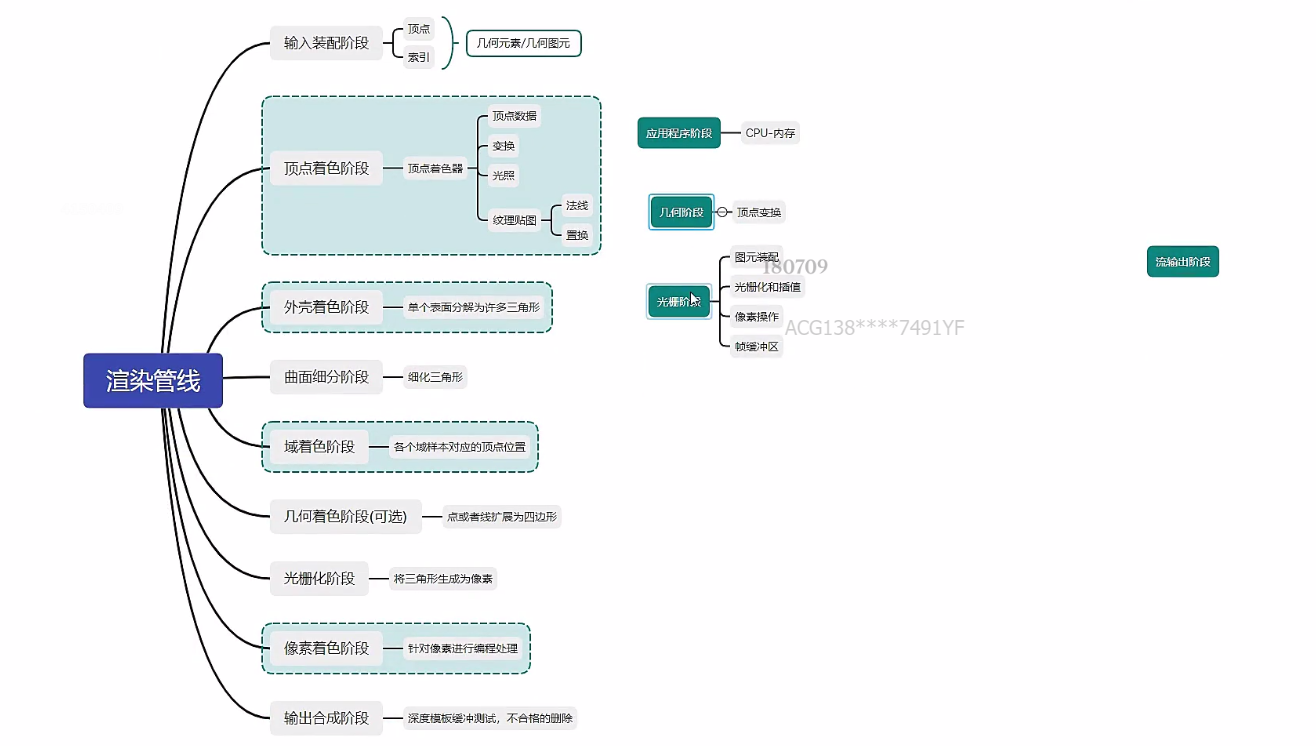 渲染管线
输入装配阶段
顶点
索引
几何元素/几何图元
顶点着色阶段
顶点着色器
顶点数据
变换
光照
纹理贴图
法线
置换
外壳着色阶段
单个表面分解为许多三角形
曲面细分阶段
细化三角形
域着色阶段
各个域样本对应的顶点位置
几何着色阶段(可选)
点或者线扩展为四边形
光栅化阶段
将三角形生成为像素
像素着色阶段
针对像素进行编程处理
输出合成阶段
深度模板缓冲测试，不合格的删除
应用程序阶段
CPU-内存
几何阶段
顶点变换
光栅阶段
图元装配
光栅化和插值
像素操作
帧缓冲区
流输出阶段
180709
ACG138****7491YF